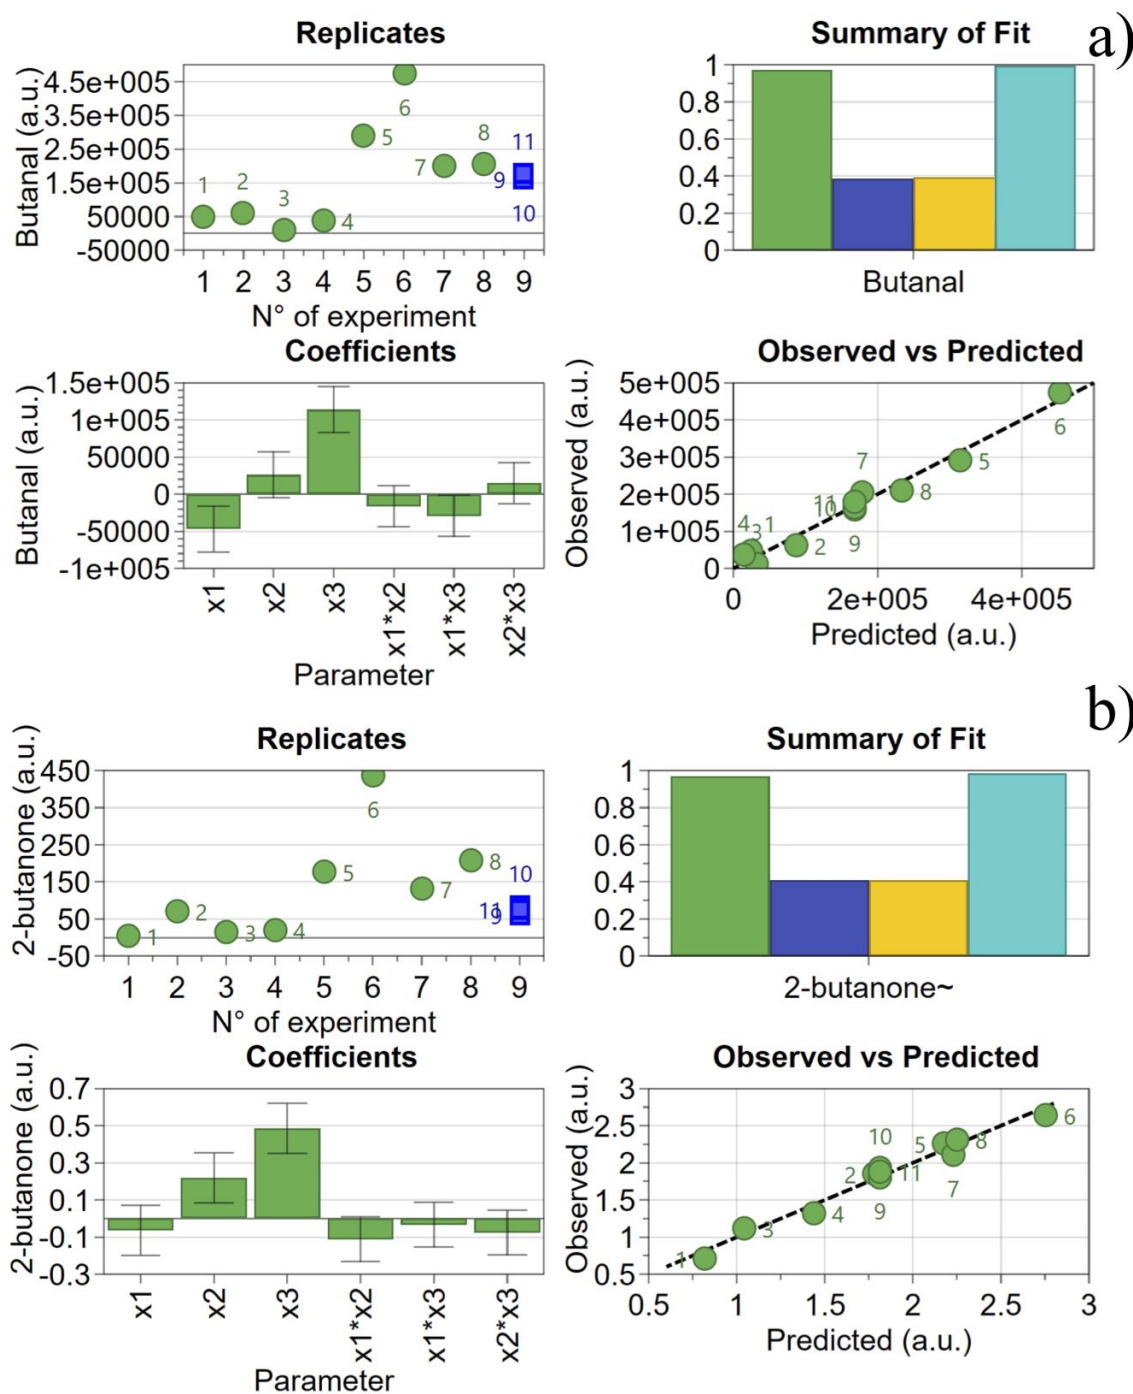 a)
Replicates
Butanal (a.u.)
4.5e+005
3.5e+005
2.5e+005
1.5e+005
50000
-50000
1 2 3 4 5 6 7 8 11 9 10
1 2 3 4 5 6 7 8 9
N° of experiment
Summary of Fit
1
0.8
0.6
0.4
0.2
0
Butanal
Coefficients
Butanal (a.u.)
1.5e+005
1e+005
50000
0
-50000
-1e+005
x1 x2 x3 x1*x2 x1*x3 x2*x3
Parameter
Observed vs Predicted
Observed (a.u.)
5e+005
4e+005
3e+005
2e+005
1e+005
0
6 5 7 8 11 10 9 4 3 1 2
0 2e+005 4e+005
Predicted (a.u.)
b)
Replicates
2-butanone (a.u.)
450
350
250
150
50
-50
1 2 3 4 5 6 7 8 10 11 9
1 2 3 4 5 6 7 8 9
N° of experiment
Summary of Fit
1
0.8
0.6
0.4
0.2
0
2-butanone~
Coefficients
2-butanone (a.u.)
0.7
0.5
0.3
0.1
-0.1
-0.3
x1 x2 x3 x1*x2 x1*x3 x2*x3
Parameter
Observed vs Predicted
Observed (a.u.)
3
2.5
2
1.5
1
0.5
1 3 4 2 10 11 9 5 8 7 6
0.5 1 1.5 2 2.5 3
Predicted (a.u.)